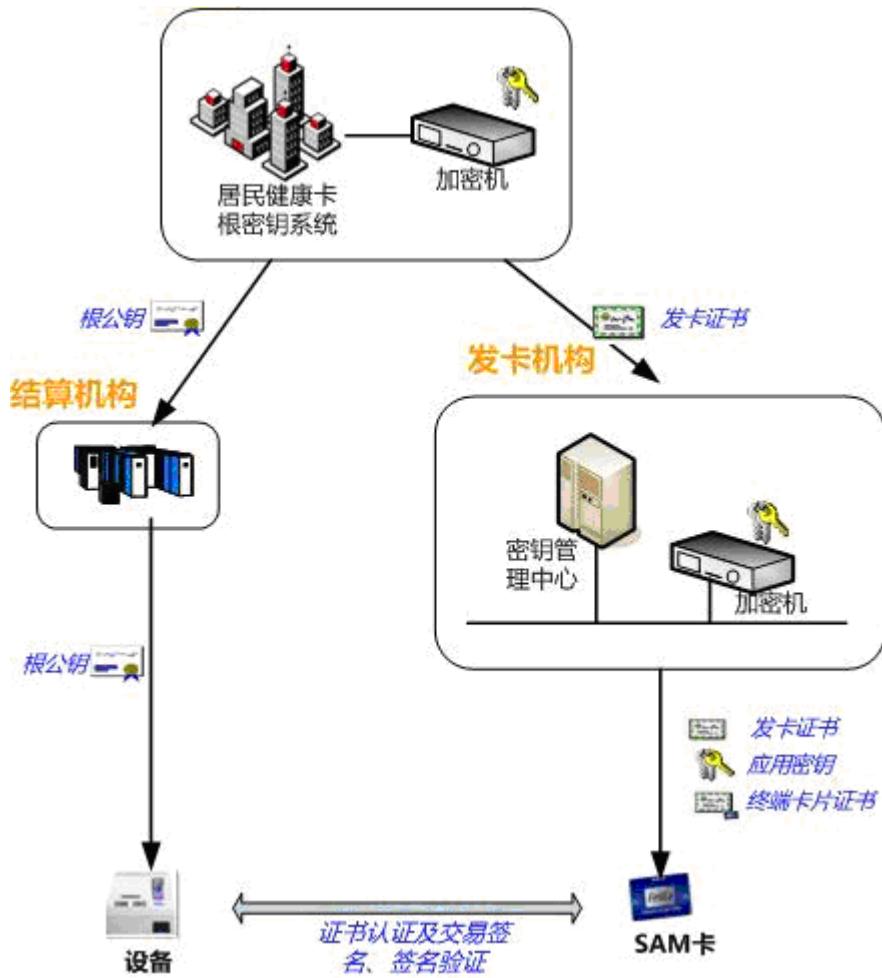 居民健康卡
根密钥系统
加密机
根公钥
发卡证书
发卡机构
结算机构
密钥管
理中心
加密机
根公钥
发卡证书
应用密钥
终端卡片证书
证书认证及交易签
名、签名验证
设备
SAM卡